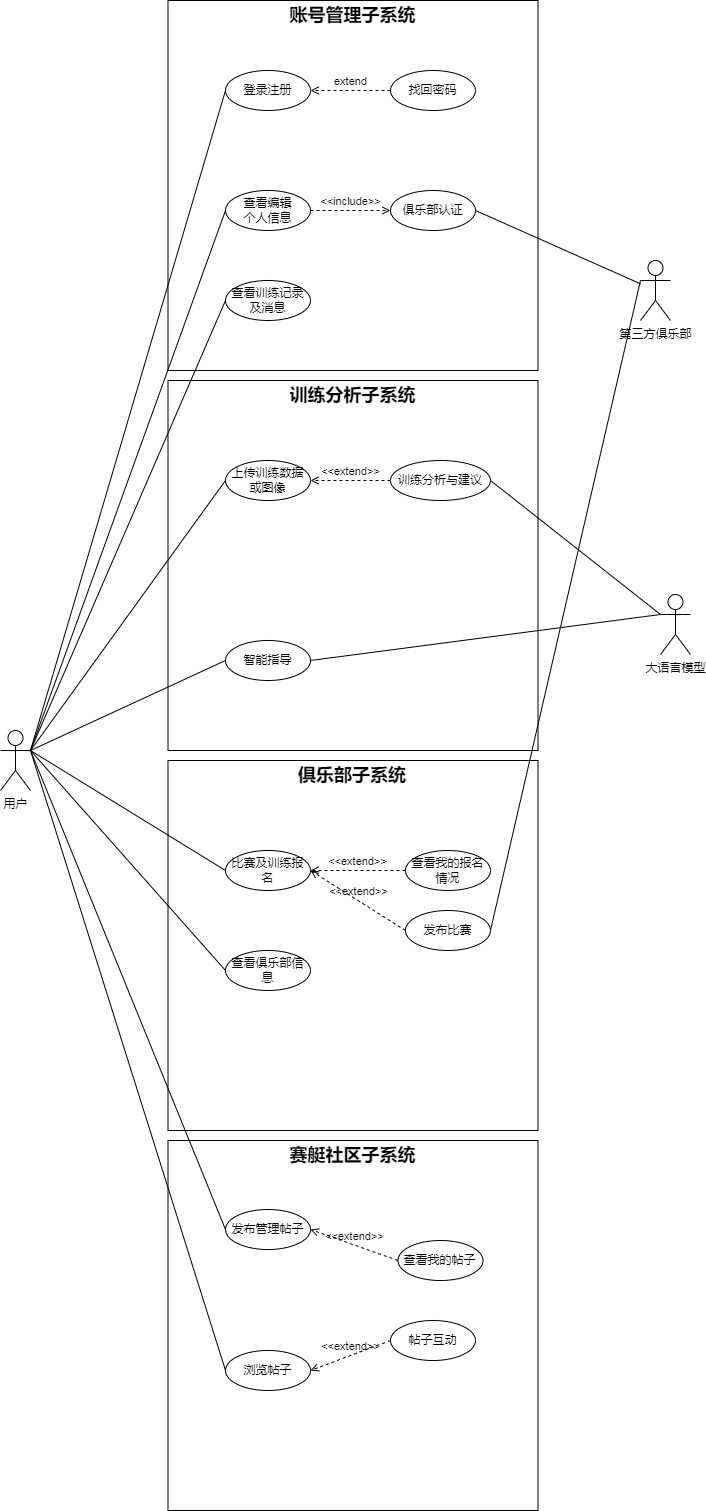 账号管理子系统
登录注册
extend
找回密码
查看编辑
个人信息
<<include>>
俱乐部认证
查看训练记录
及消息
第三方俱乐部
训练分析子系统
上传训练数据
或图像
<<extend>>
训练分析与建议
智能指导
大语言模型
用户
俱乐部子系统
比赛及训练报
名
<<extend>>
查看我的报名
情况
<<extend>>
发布比赛
查看俱乐部信
息
赛艇社区子系统
发布管理帖子
<<extend>>
查看我的帖子
<<extend>>
帖子互动
浏览帖子